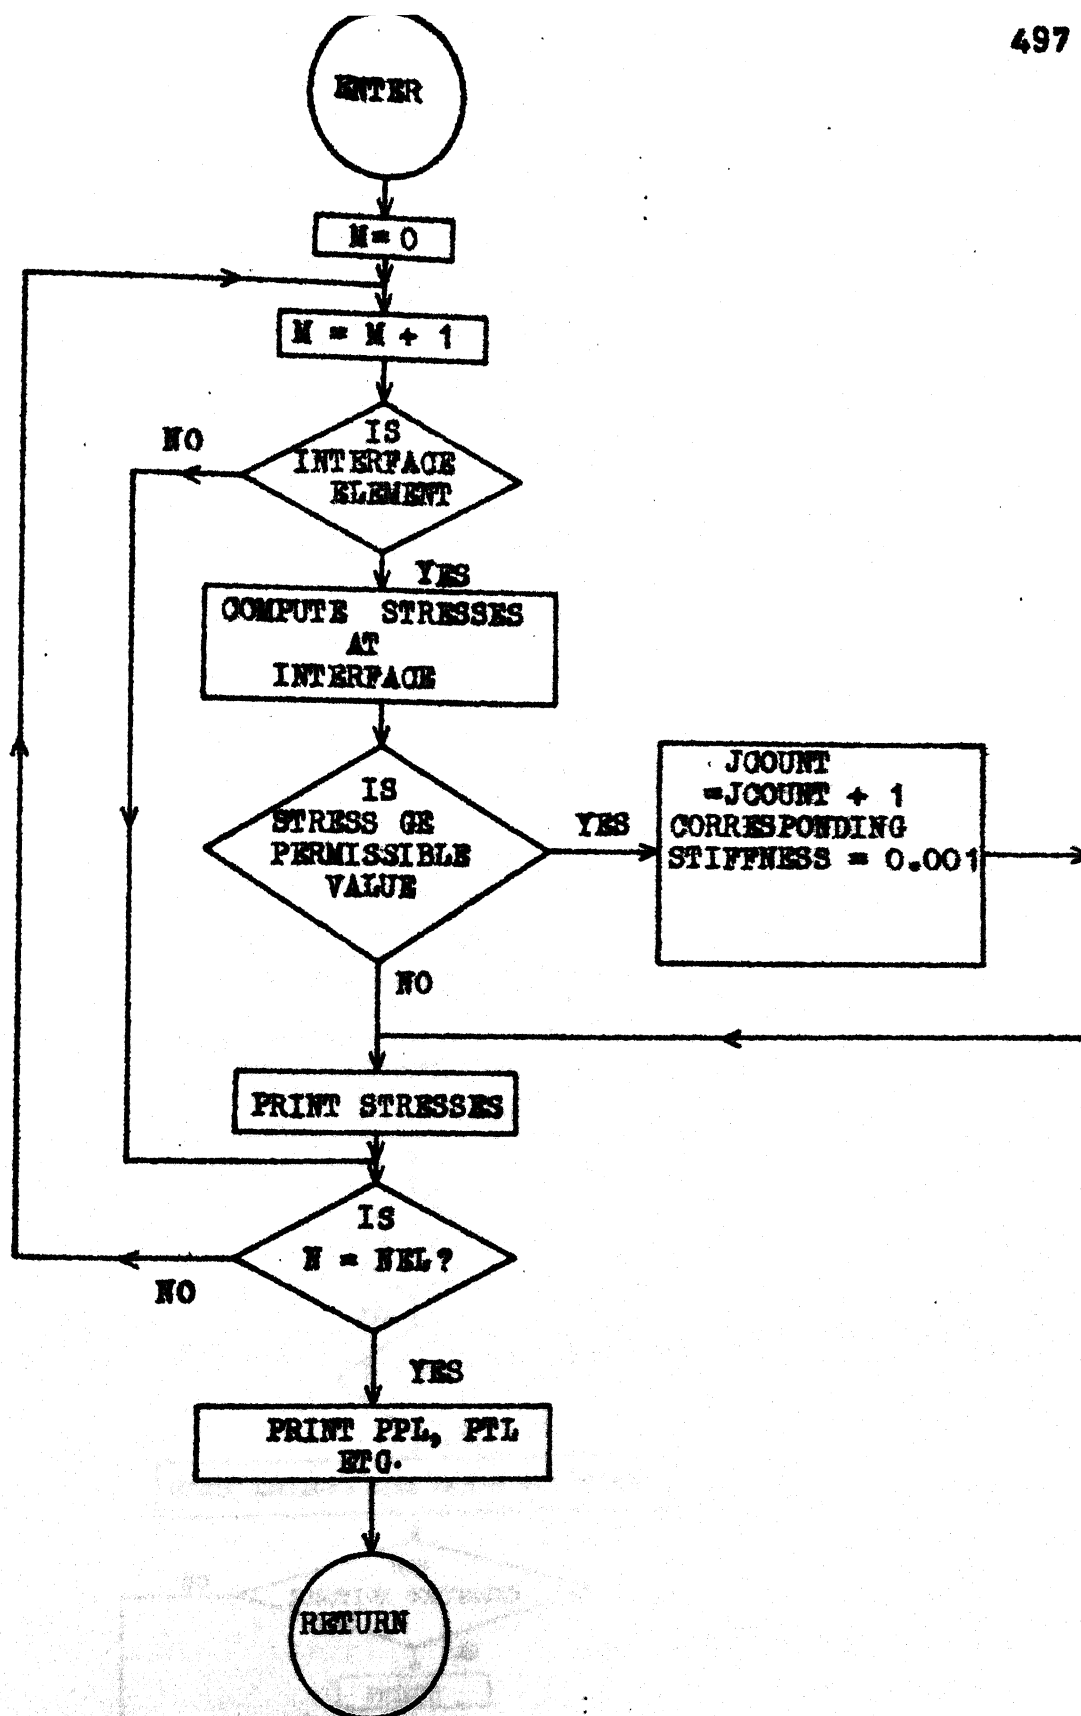 497
ENTER
M=0
M = M + 1
IS
INTERFACE
ELEMENT
NO
YES
COMPUTE STRESSES
AT
INTERFACE
IS
STRESS GE
PERMISSIBLE
VALUE
YES
JCOUNT
=JCOUNT + 1
CORRESPONDING
STIFFNESS = 0.001
NO
PRINT STRESSES
IS
N = NEL?
NO
YES
PRINT PPL, PTL
ETC.
RETURN